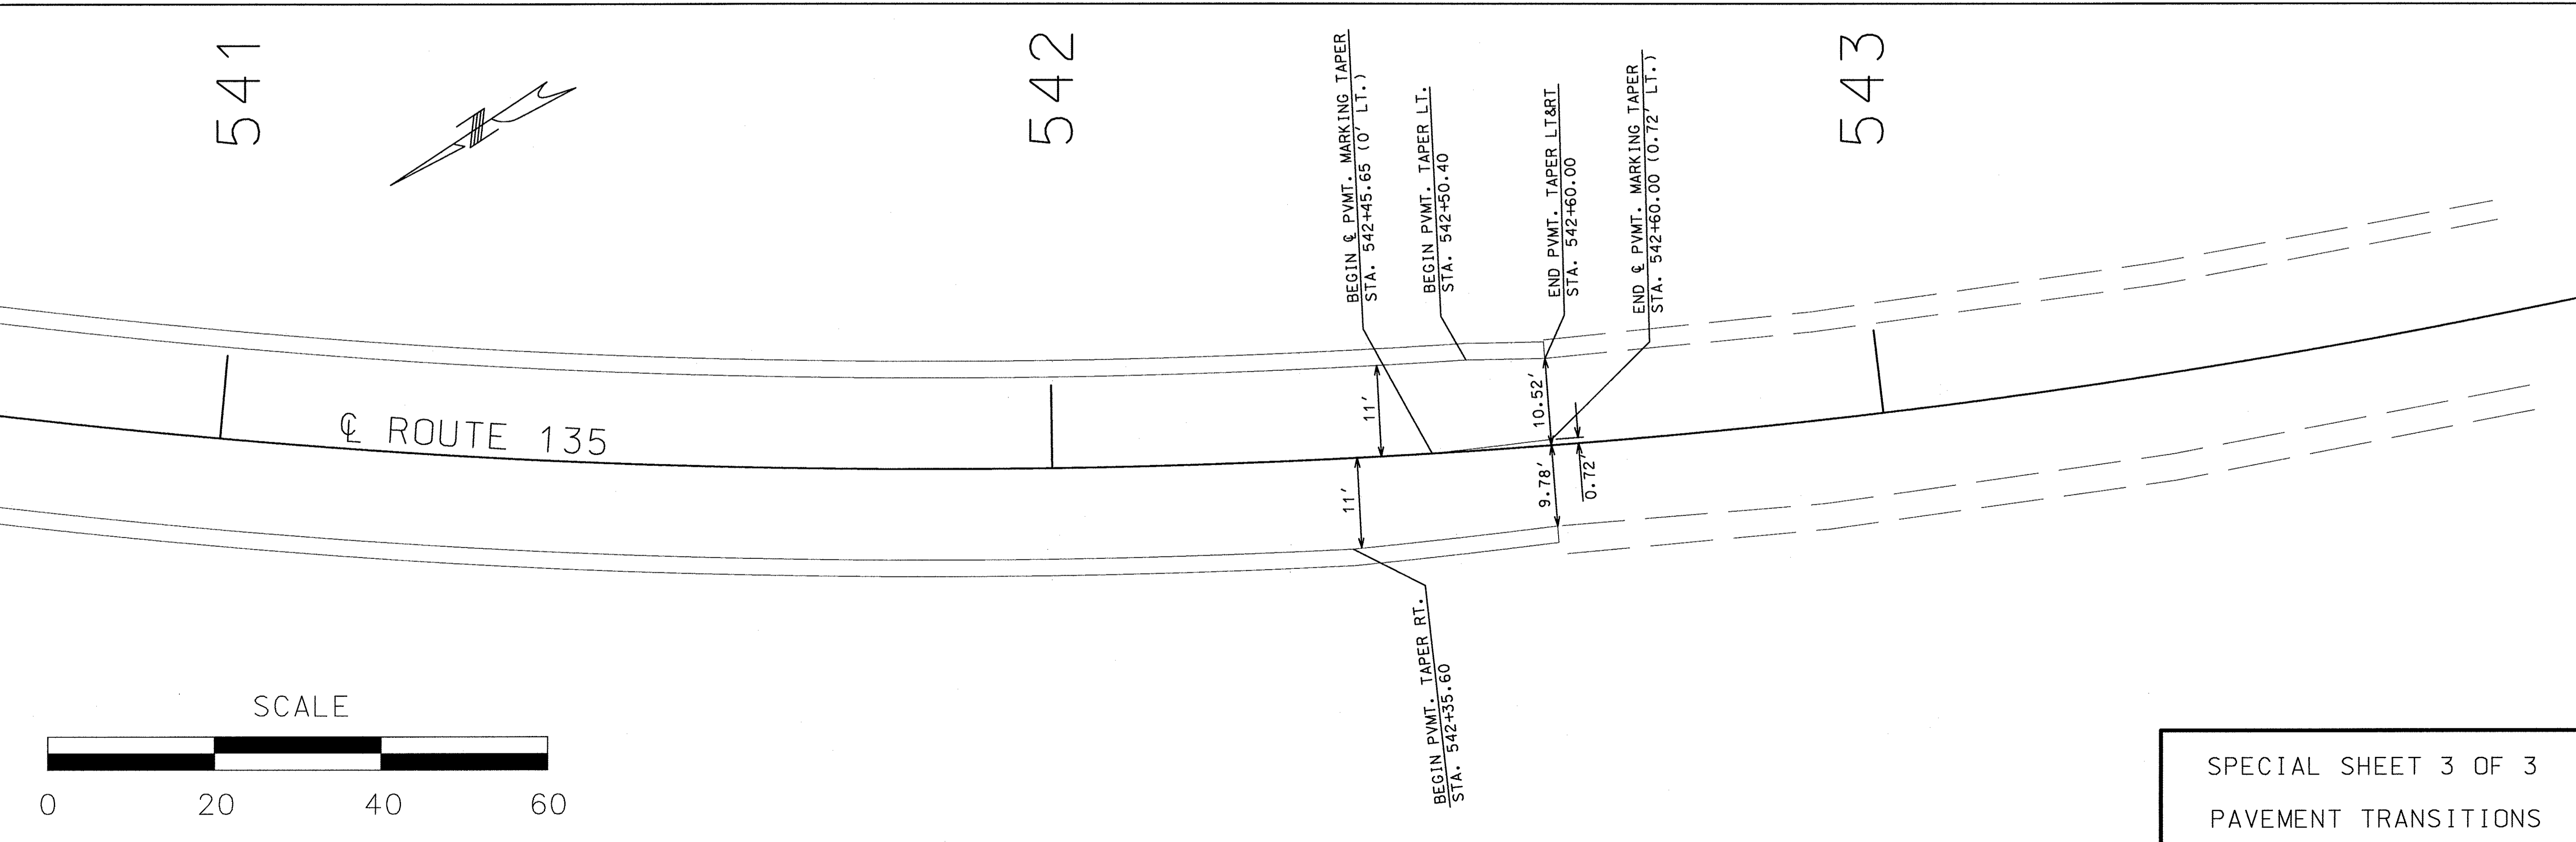 541
542
543
BEGIN ℄ PVMT. MARKING TAPER
STA. 542+45.65 (0' LT.)
BEGIN PVMT. TAPER LT.
STA. 542+50.40
END PVMT. TAPER LT&RT
STA. 542+60.00
END ℄ PVMT. MARKING TAPER
STA. 542+60.00 (0.72' LT.)
N
℄ ROUTE 135
11'
10.52'
11'
9.78'
0.72'
BEGIN PVMT. TAPER RT.
STA. 542+35.60
SCALE
0 20 40 60
SPECIAL SHEET 3 OF 3
PAVEMENT TRANSITIONS